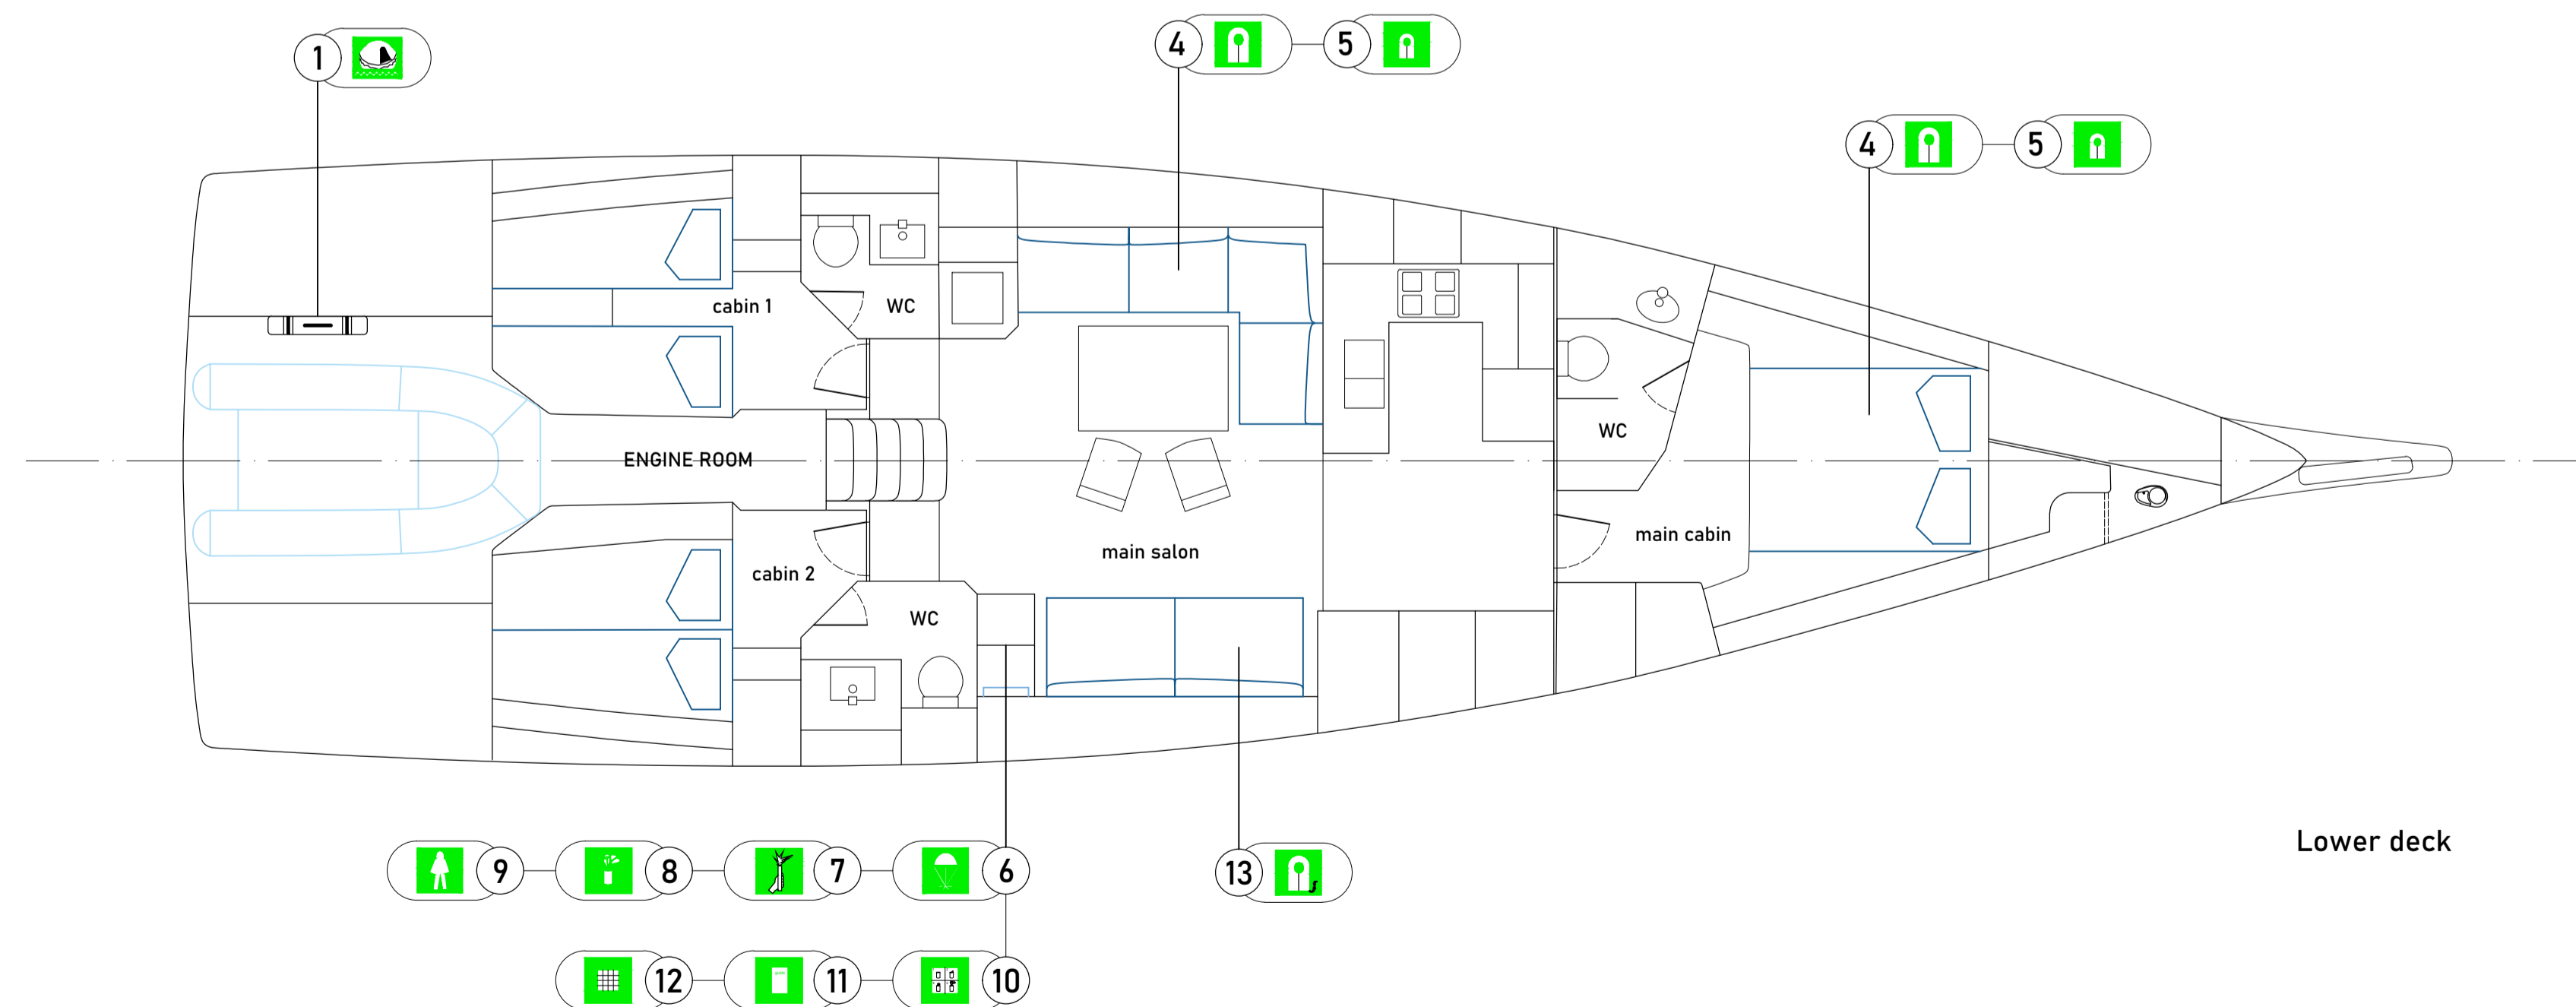 1
4 5
4 5
cabin 1
WC
WC
ENGINE ROOM
main salon
main cabin
cabin 2
WC
Lower deck
9 8 7 6
13
12 11 10